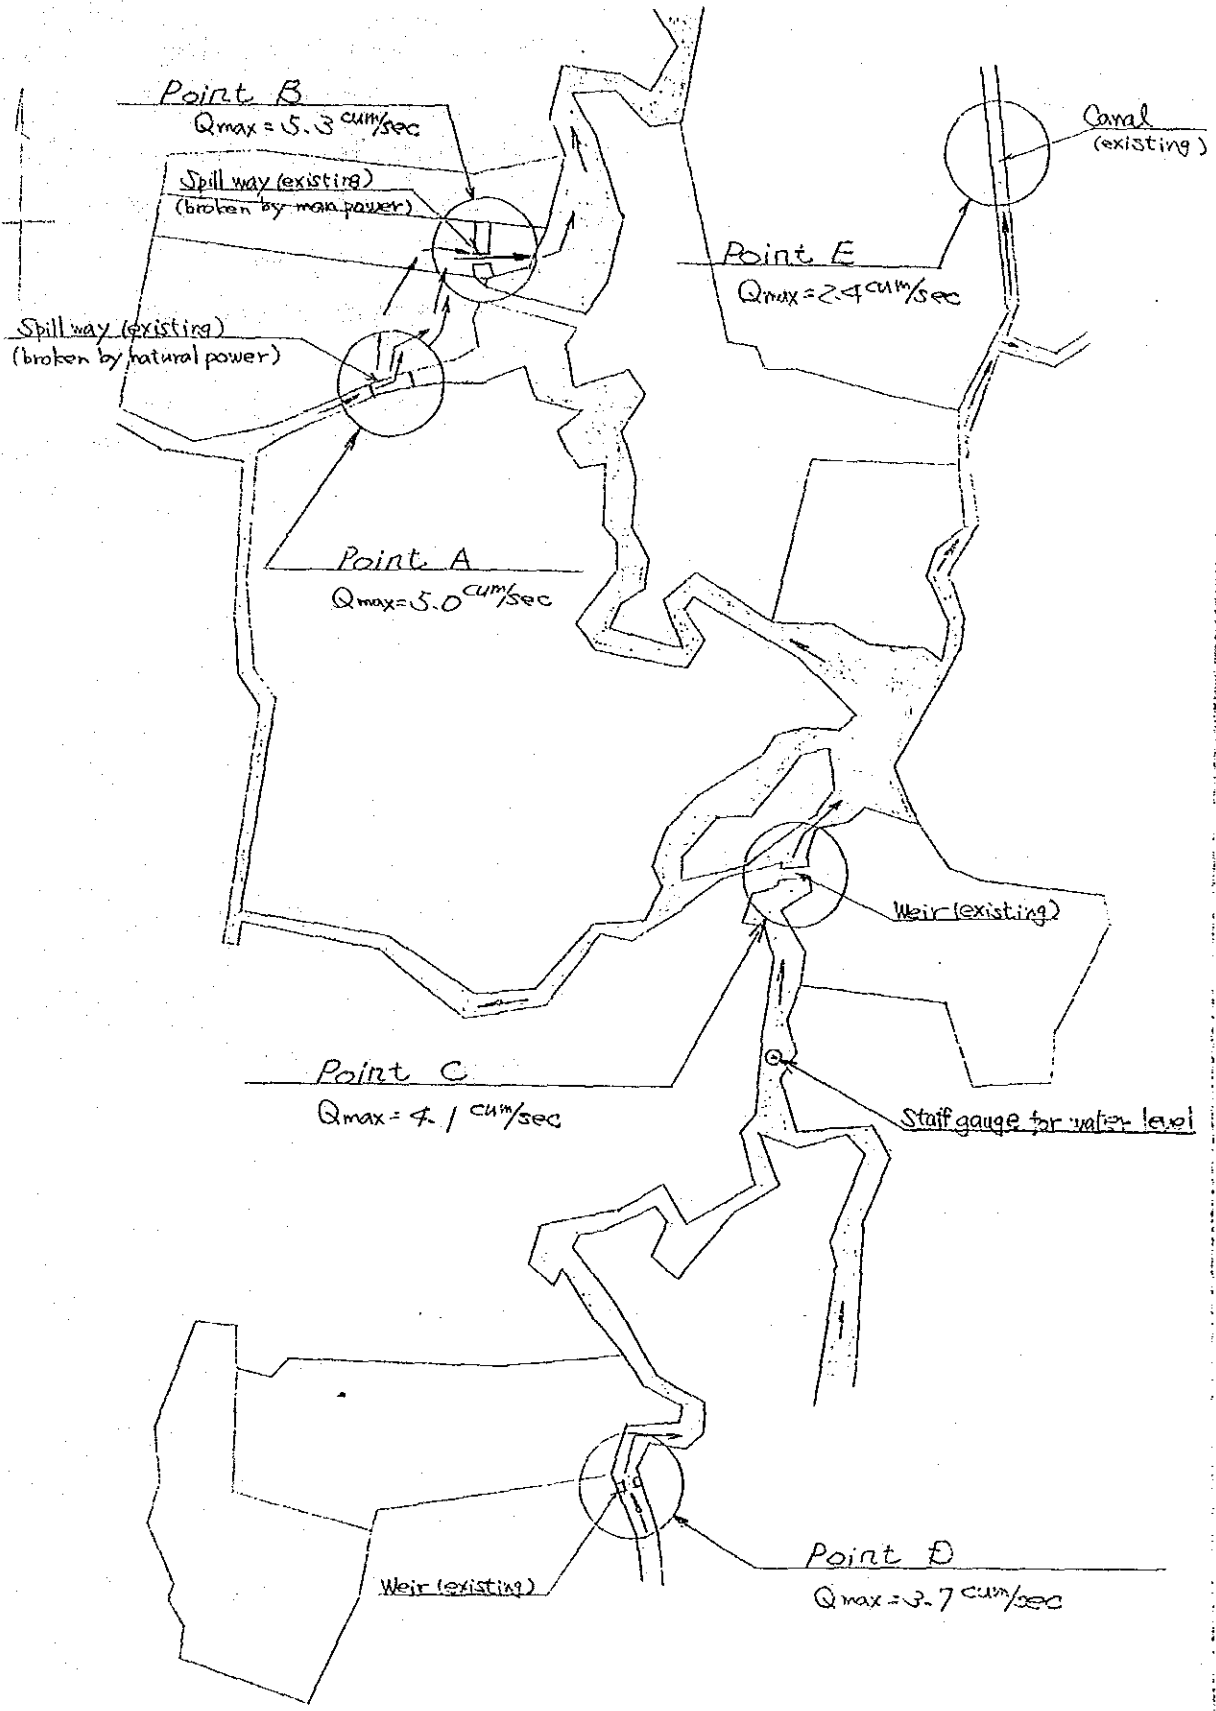 Point B
Qmax = 5.3 cum/sec
Spill way (existing)
(broken by man power)
Canal
(existing)
Point E
Qmax = 2.4 cum/sec
Spill way (existing)
(broken by natural power)
Point A
Qmax = 5.0 cum/sec
Weir (existing)
Point C
Qmax = 4.1 cum/sec
Staff gauge for water level
Point D
Qmax = 3.7 cum/sec
Weir (existing)